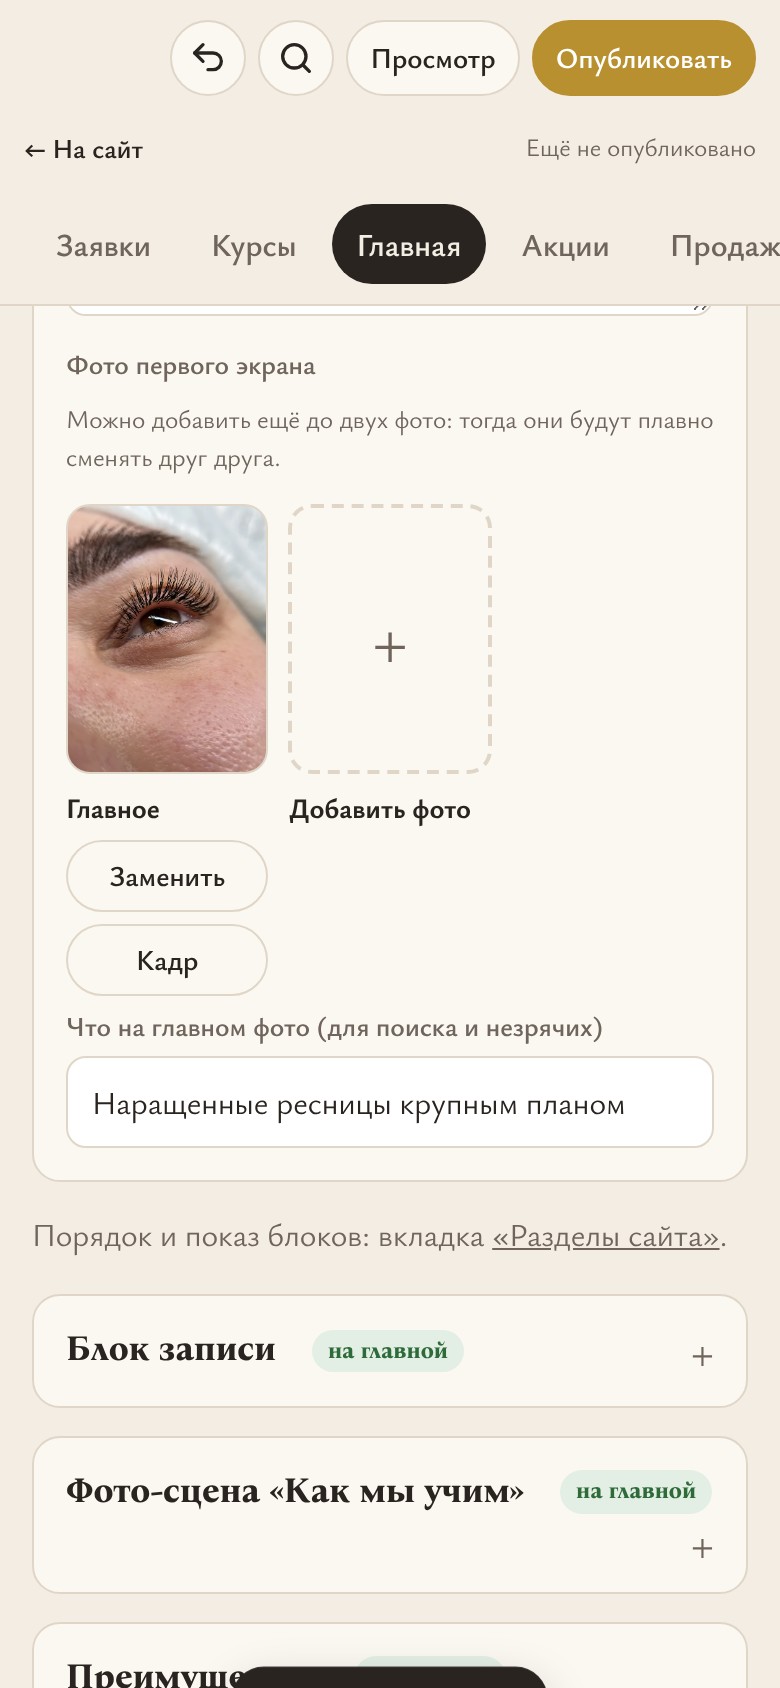 Просмотр
Опубликовать
← На сайт
Ещё не опубликовано
Заявки
Курсы
Главная
Акции
Фото первого экрана
Можно добавить ещё до двух фото: тогда они будут плавно
сменять друг друга.
+
Главное
Добавить фото
Заменить
Кадр
Что на главном фото (для поиска и незрячих)
Наращенные ресницы крупным планом
Порядок и показ блоков: вкладка «Разделы сайта».
Блок записи
на главной
+
Фото-сцена «Как мы учим»
на главной
+